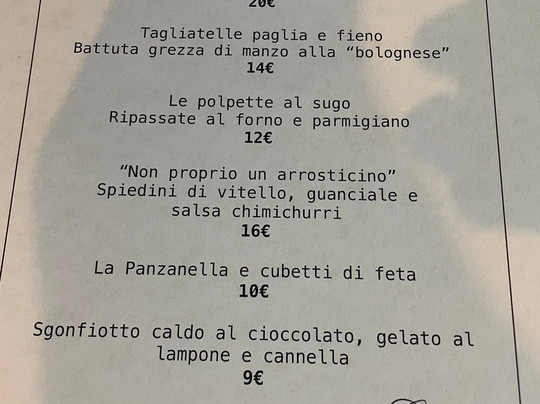 20€
Tagliatelle paglia e fieno
Battuta grezza di manzo alla “bolognese”
14€
Le polpette al sugo
Ripassate al forno e parmigiano
12€
“Non proprio un arrosticino”
Spiedini di vitello, guanciale e
salsa chimichurri
16€
La Panzanella e cubetti di feta
10€
Sgonfiotto caldo al cioccolato, gelato al
lampone e cannella
9€